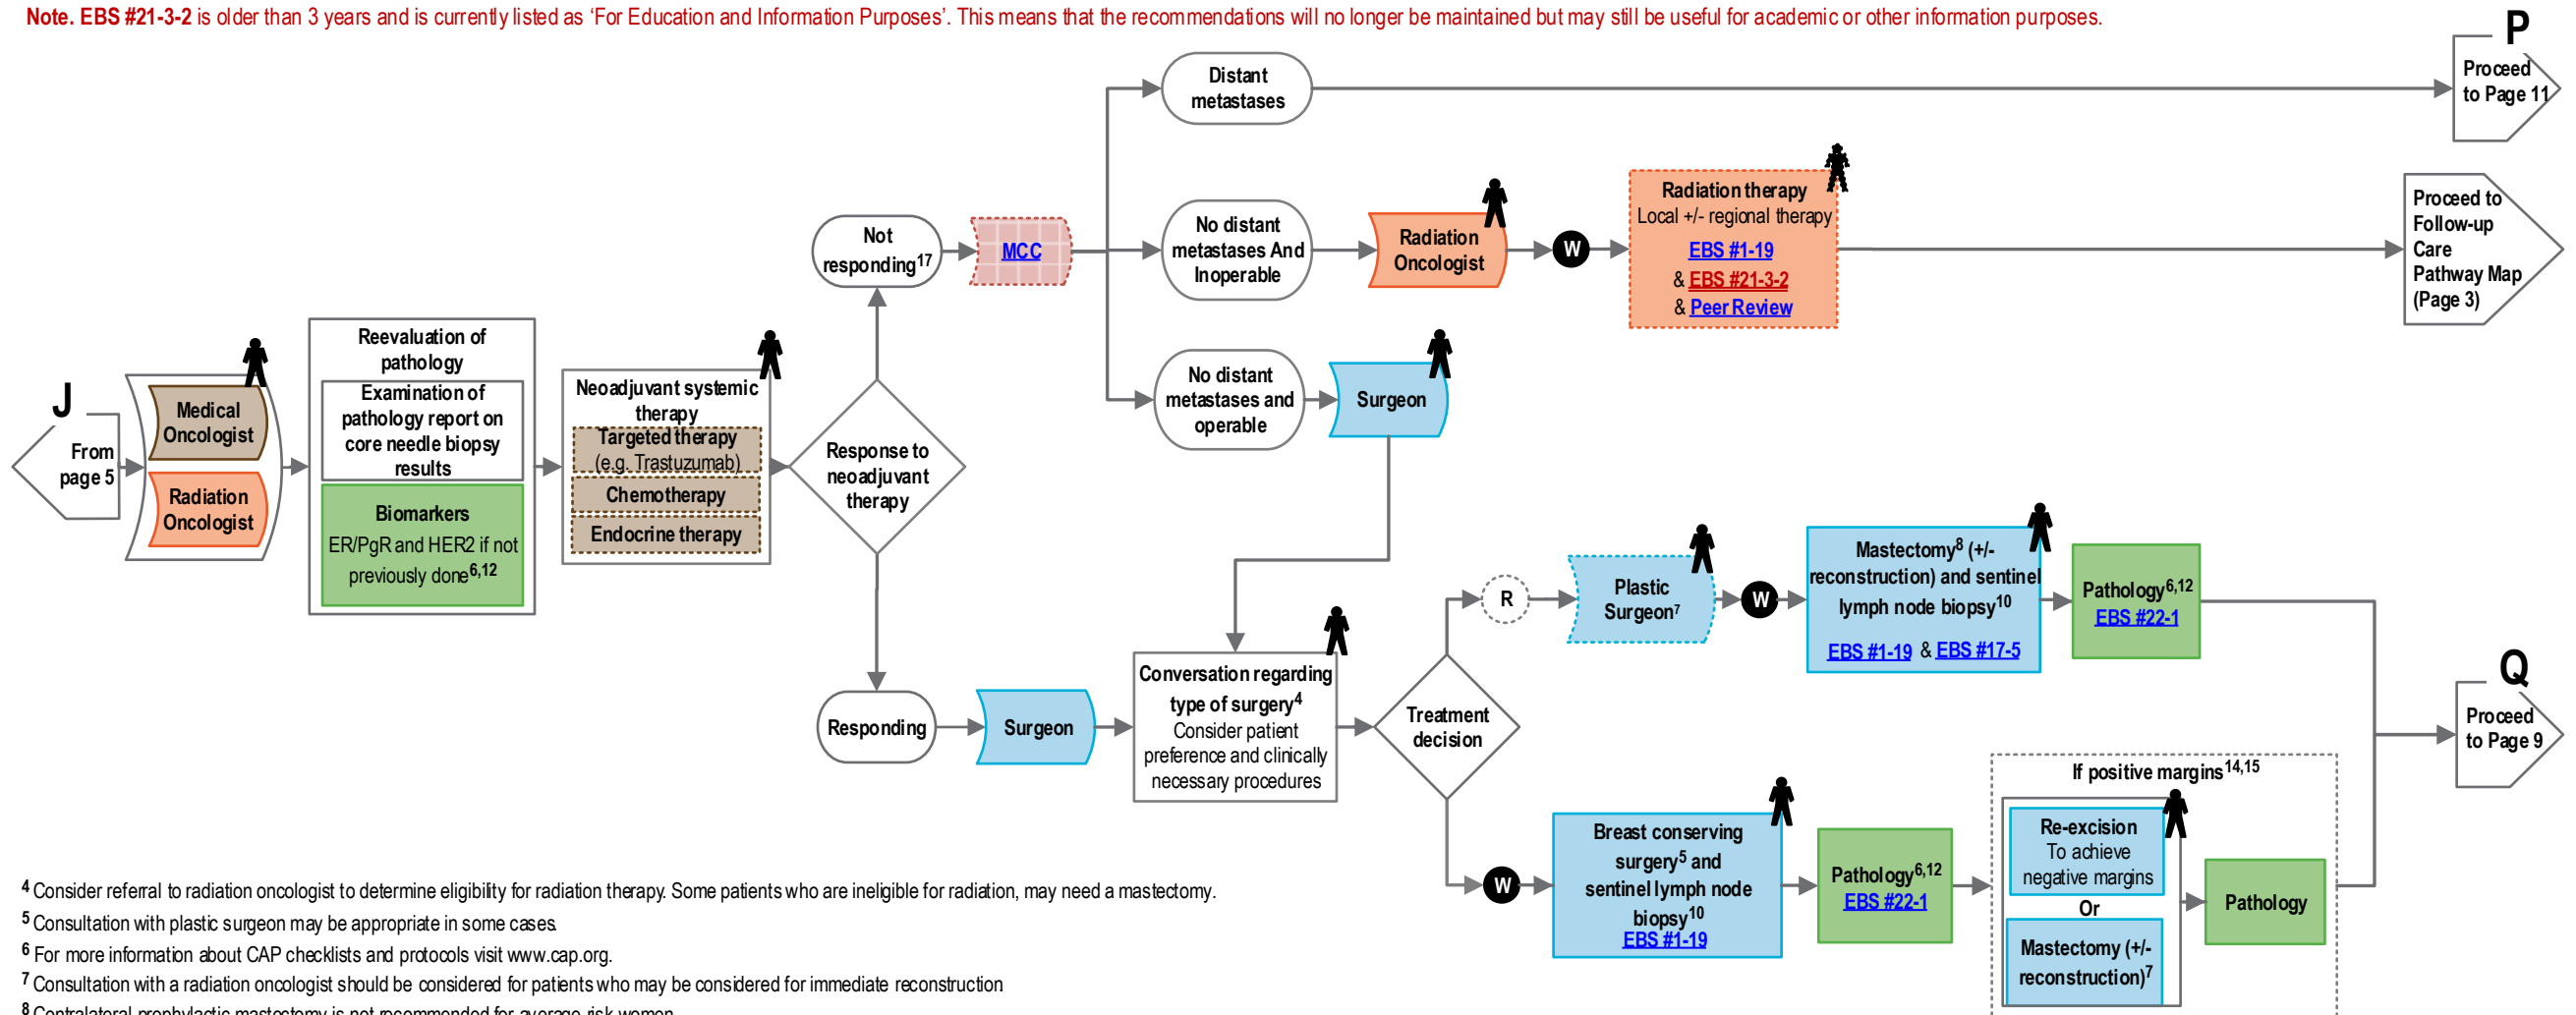 Note. EBS #21-3-2 is older than 3 years and is currently listed as ‘For Education and Information Purposes’. This means that the recommendations will no longer be maintained but may still be useful for academic or other information purposes.
P
Proceed
to Page 11
Distant
metastases
No distant
metastases And
Inoperable
Radiation
Oncologist
W
Radiation therapy
Local +/- regional therapy
EBS #1-19
& EBS #21-3-2
& Peer Review
Proceed to
Follow-up
Care
Pathway Map
(Page 3)
Not
responding17
MCC
No distant
metastases and
operable
Surgeon
J
From
page 5
Medical
Oncologist
Radiation
Oncologist
Reevaluation of
pathology
Examination of
pathology report on
core needle biopsy
results
Biomarkers
ER/PgR and HER2 if not
previously done6,12
Neoadjuvant systemic
therapy
Targeted therapy
(e.g. Trastuzumab)
Chemotherapy
Endocrine therapy
Response to
neoadjuvant
therapy
Responding
Surgeon
Conversation regarding
type of surgery4
Consider patient
preference and clinically
necessary procedures
Treatment
decision
R
Plastic
Surgeon7
W
Mastectomy8 (+/-
reconstruction) and sentinel
lymph node biopsy10
EBS #1-19 & EBS #17-5
Pathology6,12
EBS #22-1
Q
Proceed
to Page 9
W
Breast conserving
surgery5 and
sentinel lymph node
biopsy10
EBS #1-19
Pathology6,12
EBS #22-1
If positive margins14,15
Re-excision
To achieve
negative margins
Or
Mastectomy (+/-
reconstruction)7
Pathology
4 Consider referral to radiation oncologist to determine eligibility for radiation therapy. Some patients who are ineligible for radiation, may need a mastectomy.
5 Consultation with plastic surgeon may be appropriate in some cases.
6 For more information about CAP checklists and protocols visit www.cap.org.
7 Consultation with a radiation oncologist should be considered for patients who may be considered for immediate reconstruction
8 Contralateral prophylactic mastectomy is not recommended for average risk women